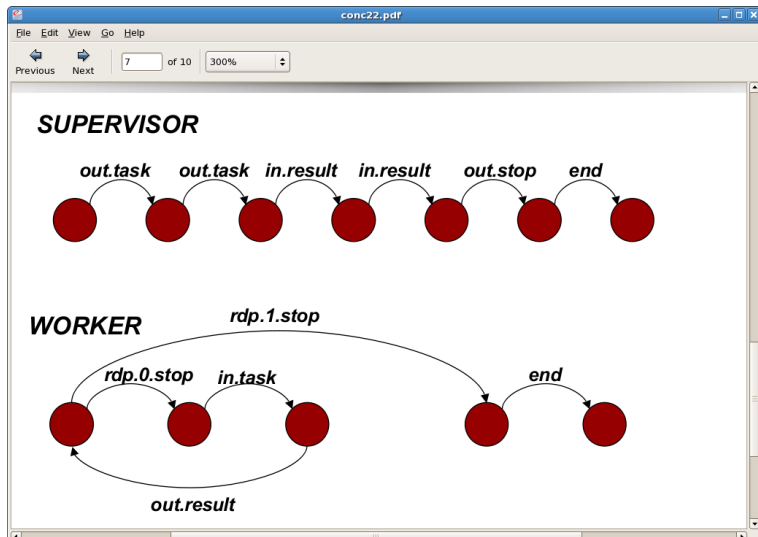 conc22.pdf
File Edit View Go Help
Previous Next 7 of 10 300%
SUPERVISOR
out.task out.task in.result in.result out.stop end
WORKER
rdp.1.stop
rdp.0.stop in.task end
out.result